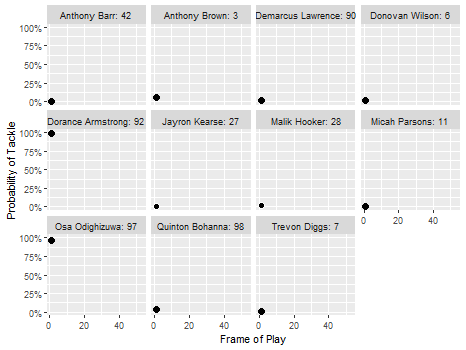 Anthony Barr: 42 Anthony Brown: 3 Demarcus Lawrence: 90 Donovan Wilson: 6
100%
75%
50%
25%
0%
Dorance Armstrong: 92 Jayron Kearse: 27 Malik Hooker: 28 Micah Parsons: 11
100%
75%
50%
25%
0%
0 20 40
Osa Odighizuwa: 97 Quinton Bohanna: 98 Trevon Diggs: 7
100%
75%
50%
25%
0%
0 20 40 0 20 40 0 20 40
Frame of Play
Probability of Tackle